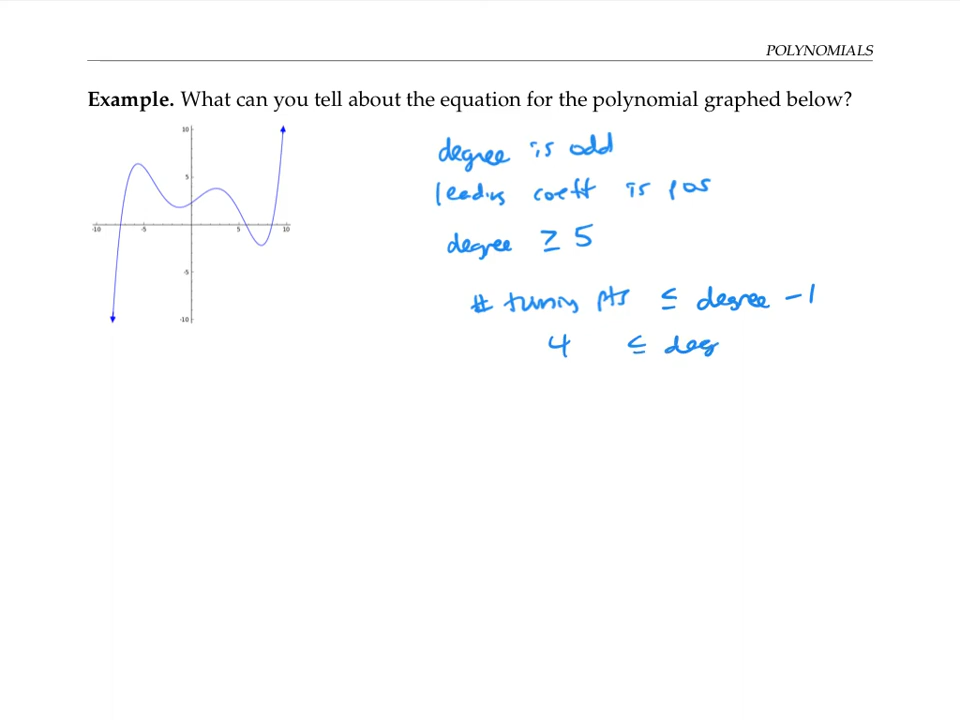 POLYNOMIALS
Example. What can you tell about the equation for the polynomial graphed below?
10
5
-10 -5 5 10
-5
-10
degree is odd
leading coeff is pos
degree ≥ 5
# turning pts ≤ degree -1
4 ≤ deg